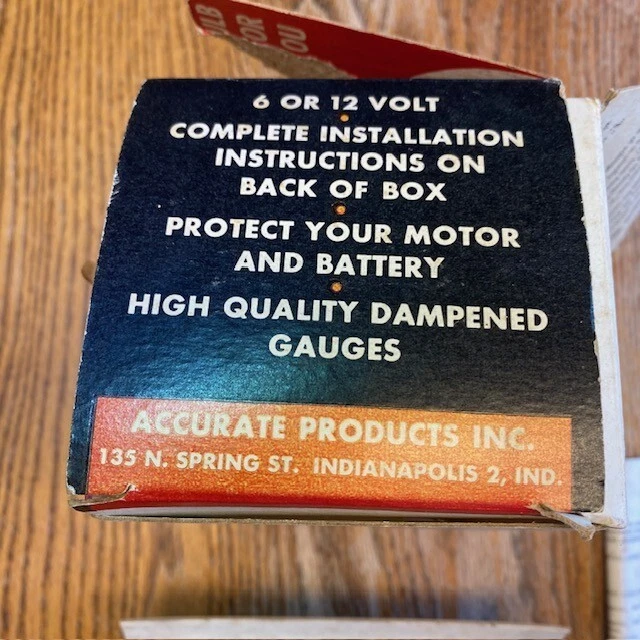 6 OR 12 VOLT
COMPLETE INSTALLATION
INSTRUCTIONS ON
BACK OF BOX
PROTECT YOUR MOTOR
AND BATTERY
HIGH QUALITY DAMPENED
GAUGES
ACCURATE PRODUCTS INC.
135 N. SPRING ST. INDIANAPOLIS 2, IND.